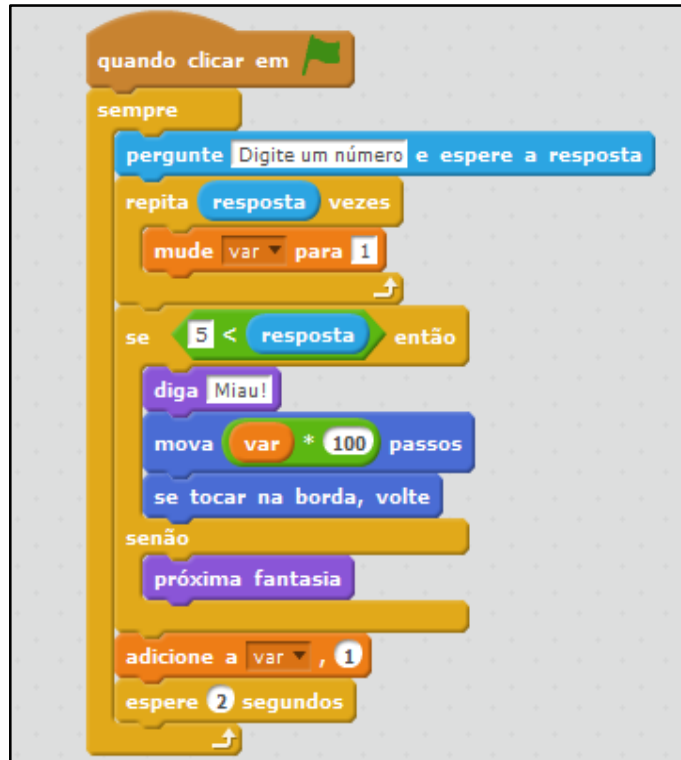 quando clicar em
sempre
pergunte Digite um número e espere a resposta
repita resposta vezes
mude var para 1
se 5 < resposta então
diga Miau!
mova var * 100 passos
se tocar na borda, volte
senão
próxima fantasia
adicione a var , 1
espere 2 segundos